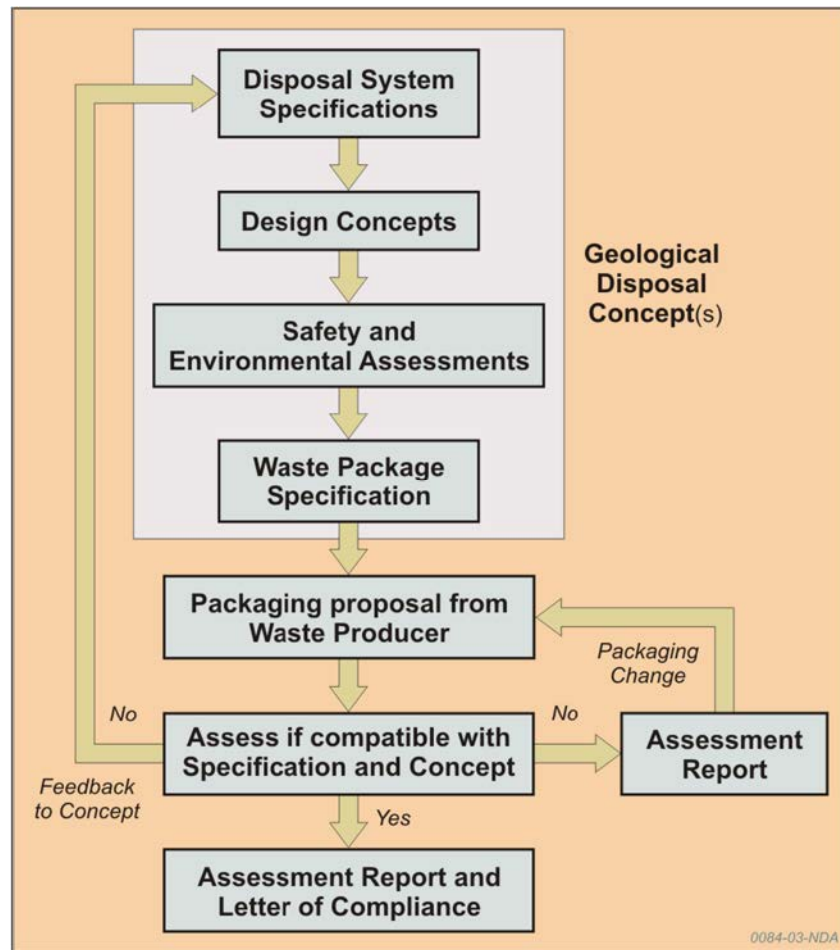 Disposal System
Specifications
Design Concepts
Geological
Disposal
Concept(s)
Safety and
Environmental Assessments
Waste Package
Specification
Packaging proposal from
Waste Producer
Packaging
Change
No
Assess if compatible with
Specification and Concept
No
Assessment
Report
Feedback
to Concept
Yes
Assessment Report and
Letter of Compliance
0084-03-NDA